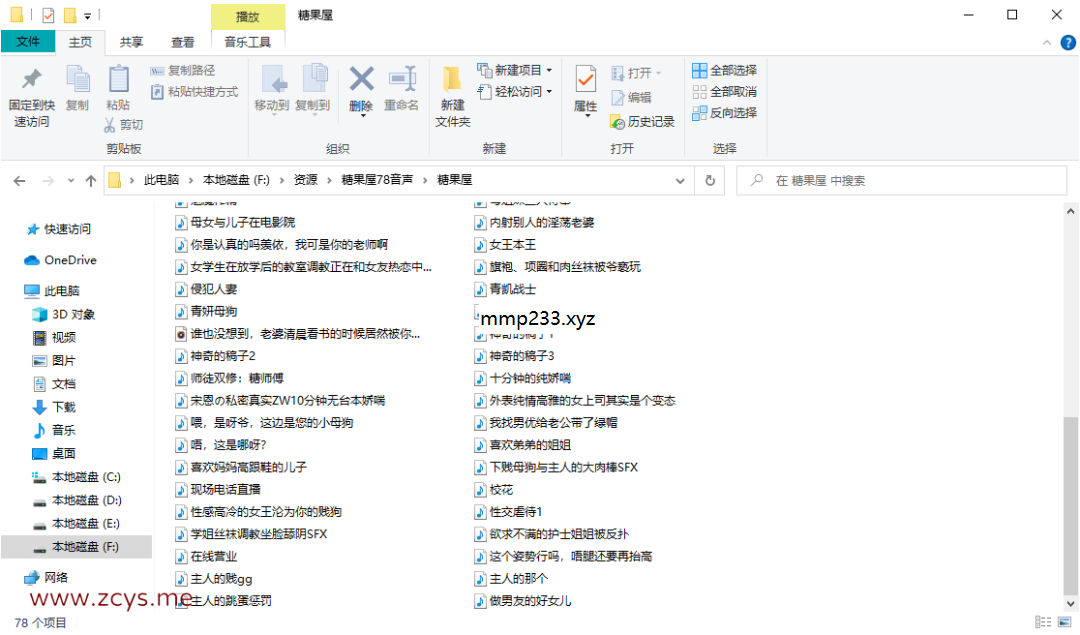 播放
糖果屋
文件
主页
共享
查看
音乐工具
固定到快速访问
复制
粘贴
复制路径
粘贴快捷方式
剪切
剪贴板
移动到
复制到
删除
重命名
组织
新建文件夹
新建项目
轻松访问
新建
属性
打开
编辑
历史记录
打开
全部选择
全部取消
反向选择
选择
此电脑 › 本地磁盘 (F:) › 资源 › 糖果屋78音声 › 糖果屋
在 糖果屋 中搜索
快速访问
OneDrive
此电脑
3D 对象
视频
图片
文档
下载
音乐
桌面
本地磁盘 (C:)
本地磁盘 (D:)
本地磁盘 (E:)
本地磁盘 (F:)
网络
母女与儿子在电影院
内射别人的淫荡老婆
你是认真的吗羡依，我可是你的老师啊
女王本王
女学生在放学后的教室调教正在和女友热恋中...
旗袍、项圈和肉丝袜被爷亵玩
侵犯人妻
青凯战士
青妍母狗
mmp233.xyz
谁也没想到，老婆清晨看书的时候居然被你...
神奇的稿子1
神奇的稿子2
神奇的稿子3
师徒双修：糖师傅
十分钟的纯娇喘
宋恩の私密真实ZW10分钟无台本娇喘
外表纯情高雅的女上司其实是个变态
喂，是呀爷，这边是您的小母狗
我找男优给老公带了绿帽
唔，这是哪呀?
喜欢弟弟的姐姐
喜欢妈妈高跟鞋的儿子
下贱母狗与主人的大肉棒SFX
现场电话直播
校花
性感高冷的女王沦为你的贱狗
性交虐待1
学姐丝袜调教坐脸舔阴SFX
欲求不满的护士姐姐被反扑
在线营业
这个姿势行吗，唔腿还要再抬高
主人的贱gg
主人的那个
主人的跳蛋惩罚
做男友的好女儿
www.zcys.me
78 个项目